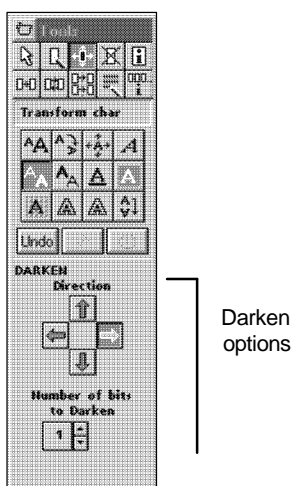 Tools
Transform char
Undo
DARKEN
Direction
Number of bits
to Darken
1
Darken
options